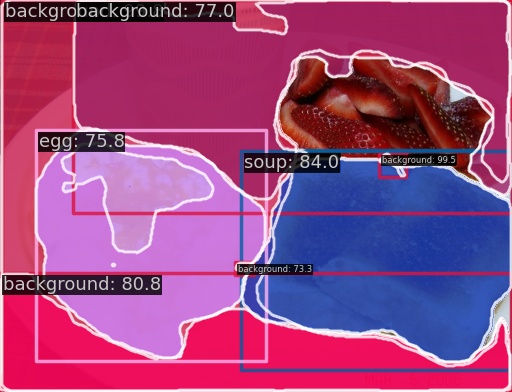 backgrobackground: 77.0
egg: 75.8
soup: 84.0
background: 99.5
background: 73.3
background: 80.8